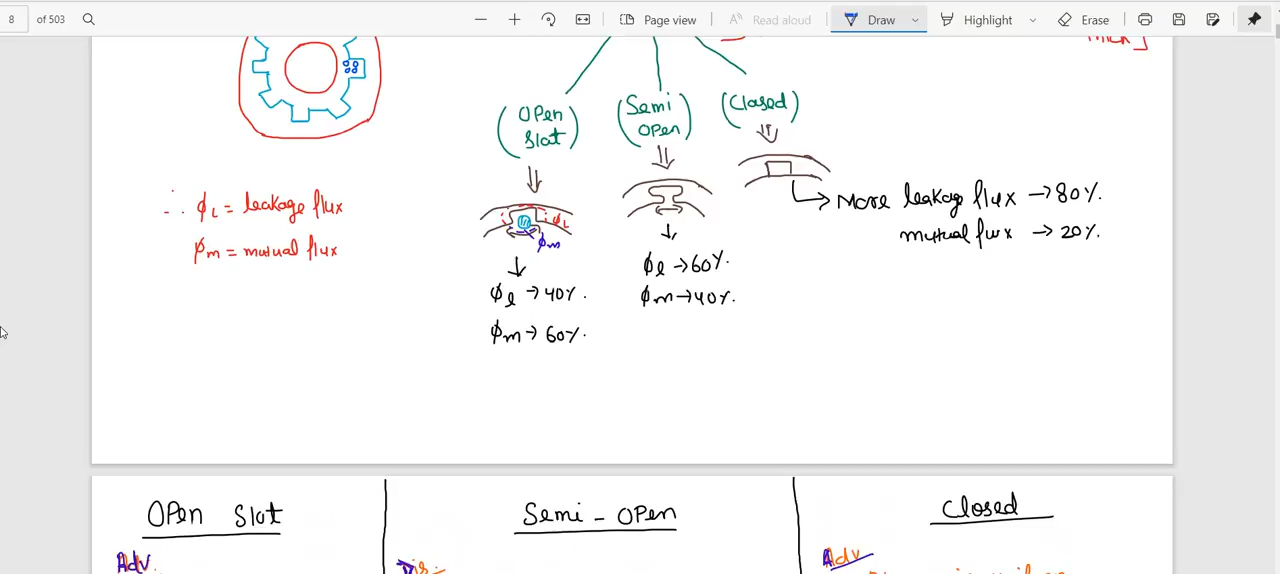 8 of 503
Page view
Read aloud
Draw
Highlight
Erase
OPen
Slot
Semi
OPen
Closed
∴ ϕL = leakage flux
ϕm = mutual flux
ϕL
ϕm
ϕl → 40%.
ϕm → 60%.
ϕl → 60%.
ϕm → 40%.
More leakage flux → 80%.
mutual flux → 20%.
OPen Slot
Semi - OPen
Closed
Adv
Adv